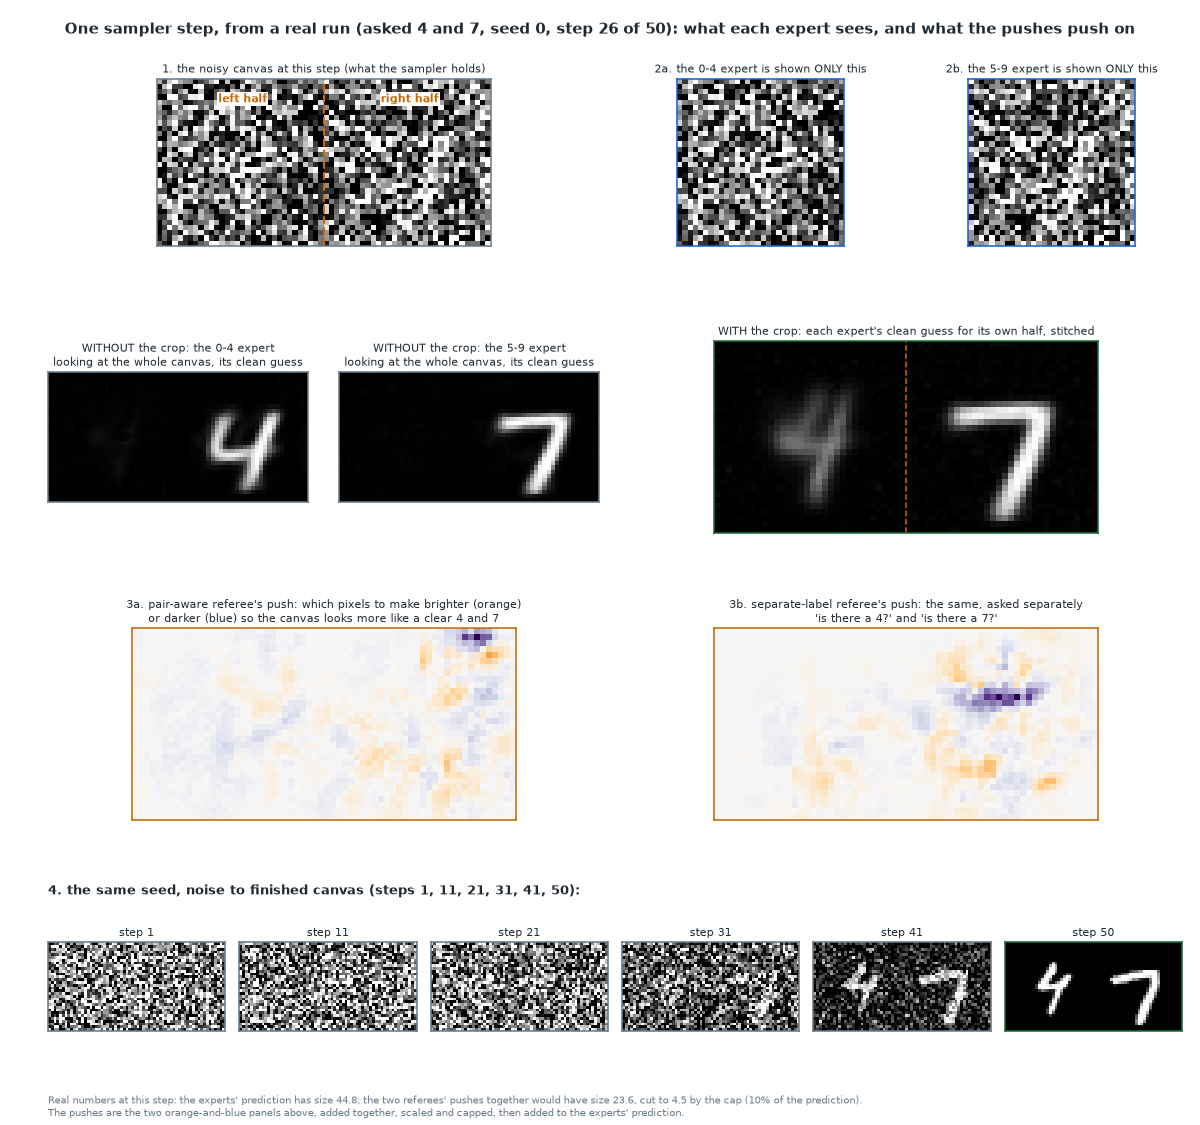 One sampler step, from a real run (asked 4 and 7, seed 0, step 26 of 50): what each expert sees, and what the pushes push on
1. the noisy canvas at this step (what the sampler holds)
left half
right half
2a. the 0-4 expert is shown ONLY this
2b. the 5-9 expert is shown ONLY this
WITHOUT the crop: the 0-4 expert
looking at the whole canvas, its clean guess
WITHOUT the crop: the 5-9 expert
looking at the whole canvas, its clean guess
WITH the crop: each expert's clean guess for its own half, stitched
4
7
4
7
3a. pair-aware referee's push: which pixels to make brighter (orange)
or darker (blue) so the canvas looks more like a clear 4 and 7
3b. separate-label referee's push: the same, asked separately
'is there a 4?' and 'is there a 7?'
4. the same seed, noise to finished canvas (steps 1, 11, 21, 31, 41, 50):
step 1
step 11
step 21
step 31
step 41
step 50
4 7
4 7
Real numbers at this step: the experts' prediction has size 44.8; the two referees' pushes together would have size 23.6, cut to 4.5 by the cap (10% of the prediction).
The pushes are the two orange-and-blue panels above, added together, scaled and capped, then added to the experts' prediction.